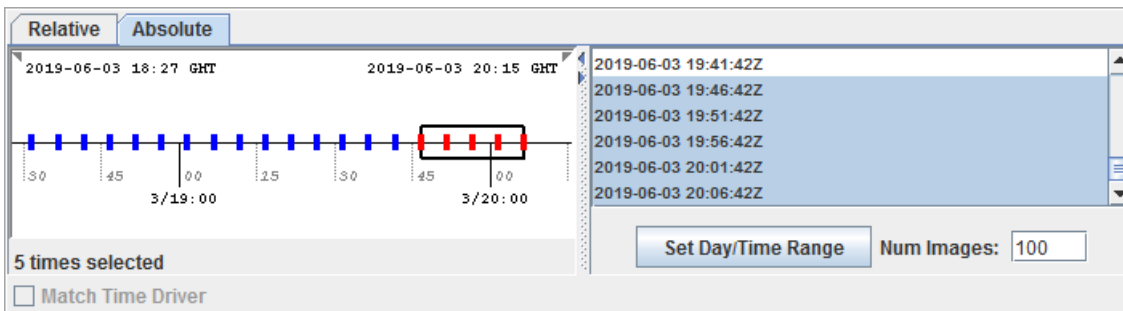 Relative Absolute
2019-06-03 18:27 GMT 2019-06-03 20:15 GMT
:30 :45 :00 :15 :30 :45 :00
3/19:00 3/20:00
5 times selected
2019-06-03 19:41:42Z
2019-06-03 19:46:42Z
2019-06-03 19:51:42Z
2019-06-03 19:56:42Z
2019-06-03 20:01:42Z
2019-06-03 20:06:42Z
Set Day/Time Range Num Images: 100
Match Time Driver